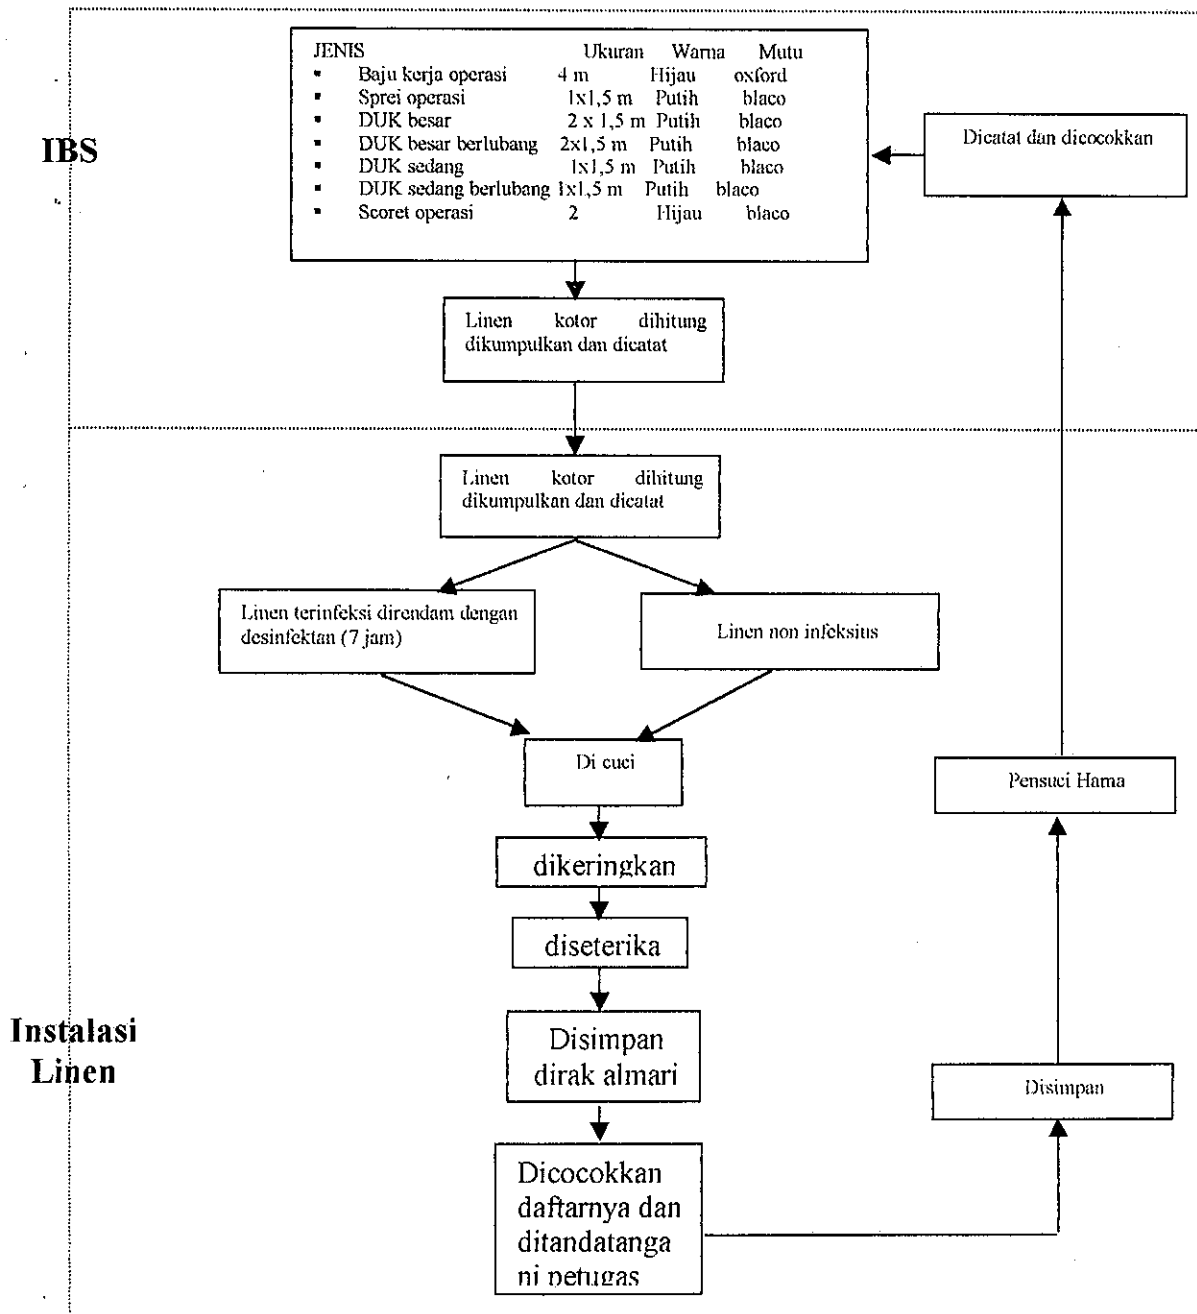 JENIS Ukuran Warna Mutu
▪ Baju kerja operasi 4 m Hijau oxford
▪ Sprei operasi 1x1,5 m Putih blaco
▪ DUK besar 2 x 1,5 m Putih blaco
▪ DUK besar berlubang 2x1,5 m Putih blaco
▪ DUK sedang 1x1,5 m Putih blaco
▪ DUK sedang berlubang 1x1,5 m Putih blaco
▪ Scoret operasi 2 Hijau blaco
IBS
Dicatat dan dicocokkan
Linen kotor dihitung
dikumpulkan dan dicatat
Linen kotor dihitung
dikumpulkan dan dicatat
Linen terinfeksi direndam dengan
desinfektan (7 jam)
Linen non infeksius
Di cuci
Pensuci Hama
dikeringkan
diseterika
Instalasi
Linen
Disimpan
dirak almari
Disimpan
Dicocokkan
daftarnya dan
ditandatanga
ni petugas